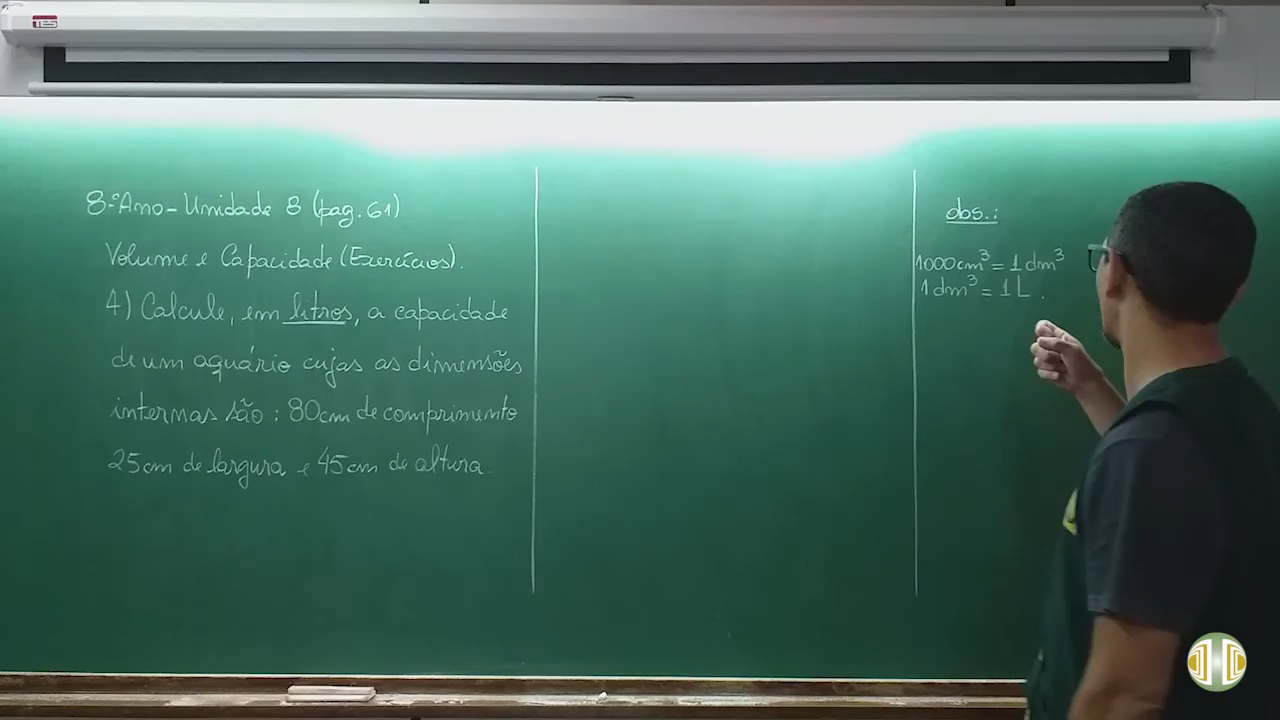 TES
8.º Ano - Unidade 8 (pag. 61)
Volume e Capacidade (Exercícios).
4) Calcule, em litros, a capacidade
de um aquário cujas as dimensões
internas são: 80cm de comprimento
25cm de largura e 45cm de altura.
obs.:
1000cm³ = 1dm³
1dm³ = 1L.